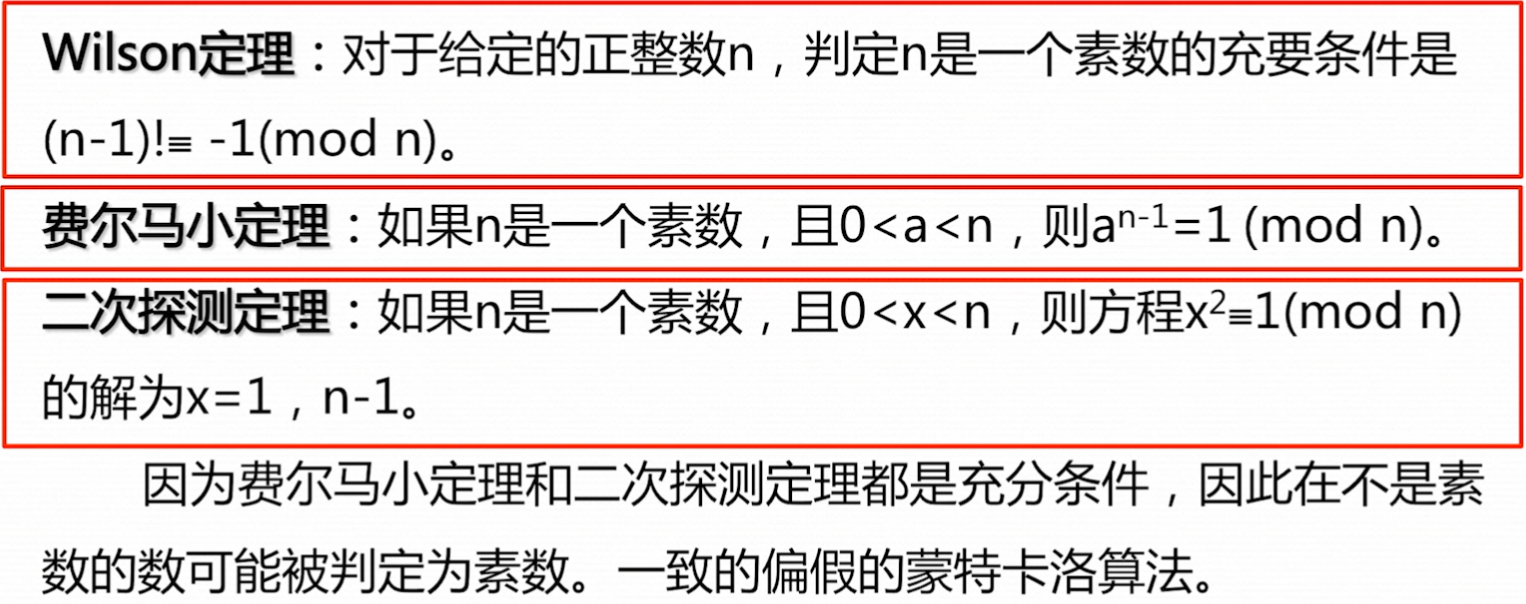 Wilson定理：对于给定的正整数n，判定n是一个素数的充要条件是
(n-1)!≡ -1(mod n)。
费尔马小定理：如果n是一个素数，且0<a<n，则aⁿ⁻¹=1 (mod n)。
二次探测定理：如果n是一个素数，且0<x<n，则方程x²≡1(mod n)
的解为x=1，n-1。
因为费尔马小定理和二次探测定理都是充分条件，因此在不是素
数的数可能被判定为素数。一致的偏假的蒙特卡洛算法。